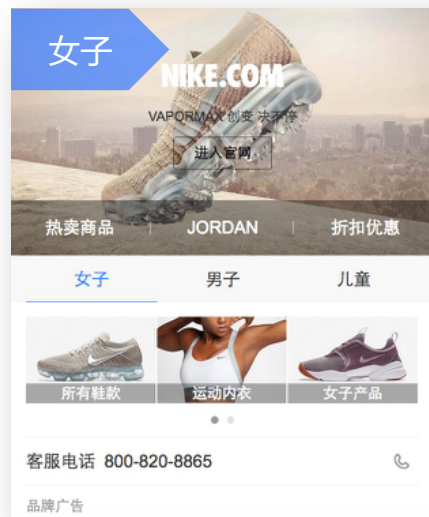 女子
NIKE.COM
VAPORMAX 创变 决不停
进入官网
热卖商品 | JORDAN | 折扣优惠
女子 男子 儿童
所有鞋款 运动内衣 女子产品
客服电话 800-820-8865
品牌广告